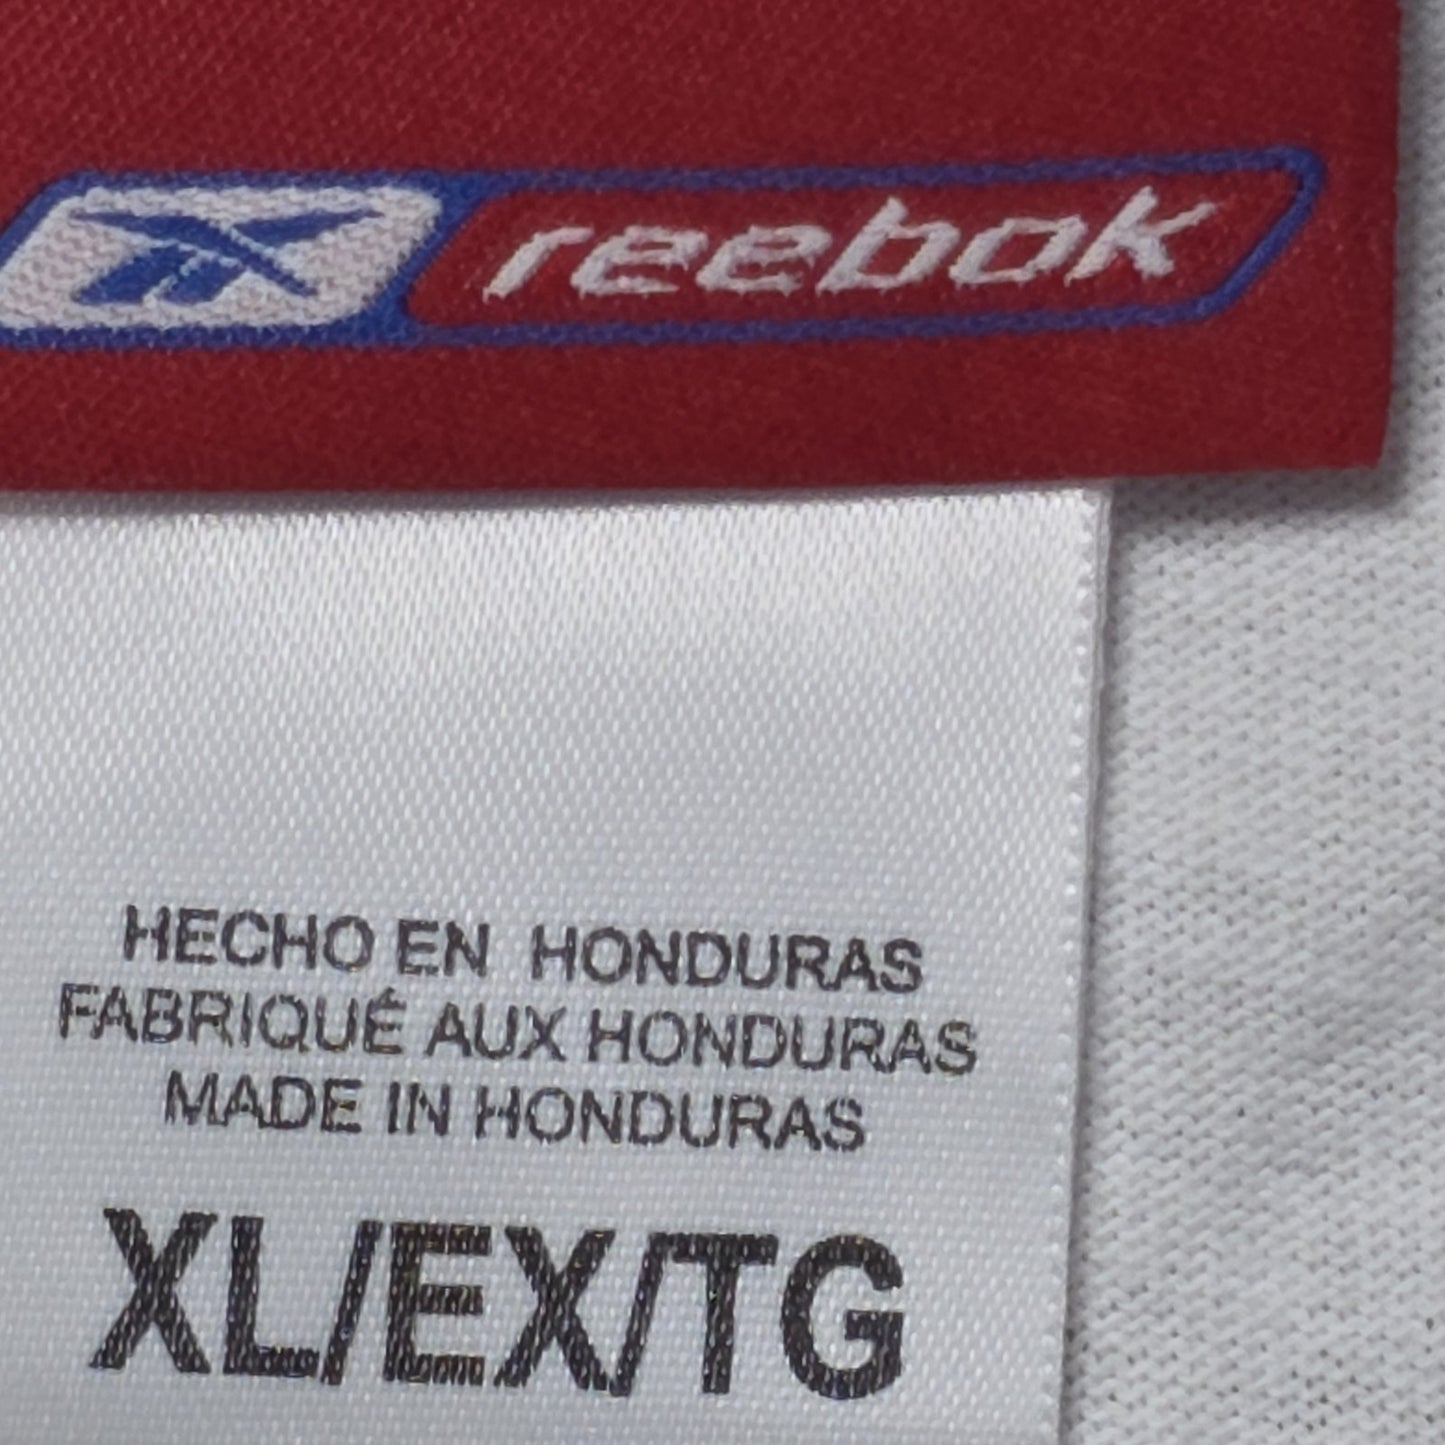 reebok
HECHO EN HONDURAS
FABRIQUÉ AUX HONDURAS
MADE IN HONDURAS
XL/EX/TG